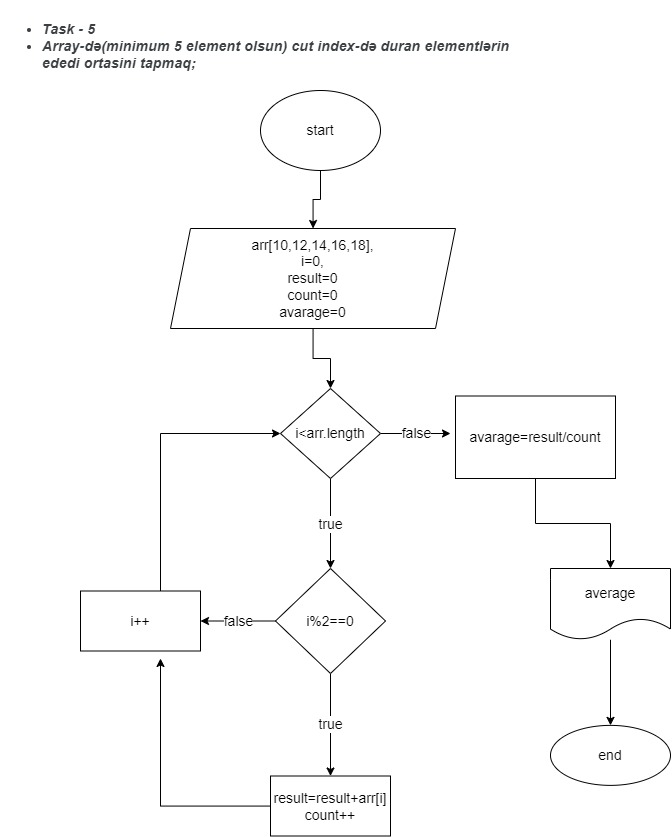 Task - 5
Array-də(minimum 5 element olsun) cut index-də duran elementlərin
ededi ortasini tapmaq;
start
arr[10,12,14,16,18],
i=0,
result=0
count=0
avarage=0
i<arr.length
false
avarage=result/count
true
average
i++
false
i%2==0
true
end
result=result+arr[i]
count++